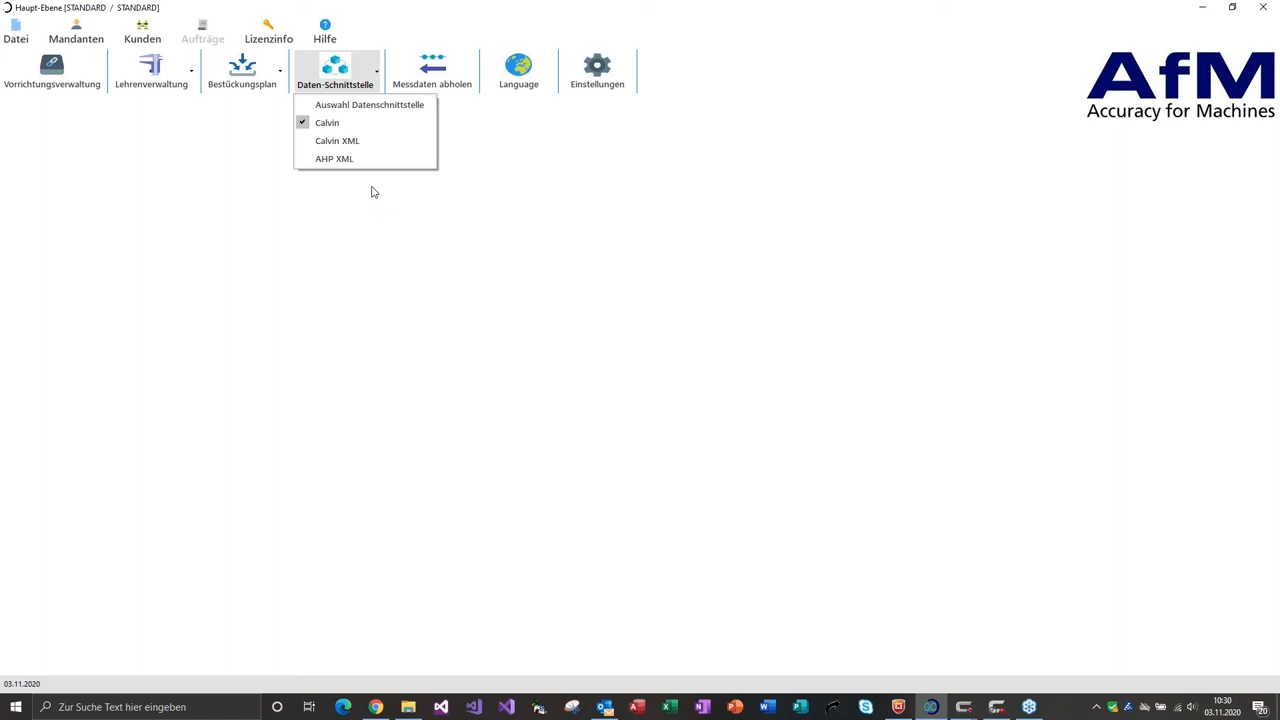 Haupt-Ebene [STANDARD / STANDARD]
Datei Mandanten Kunden Aufträge Lizenzinfo Hilfe
Vorrichtungsverwaltung Lehrenverwaltung Bestückungsplan Daten-Schnittstelle Messdaten abholen Language Einstellungen
AfM
Accuracy for Machines
Auswahl Datenschnittstelle
Calvin
Calvin XML
AHP XML
03.11.2020
Zur Suche Text hier eingeben
10:30
03.11.2020